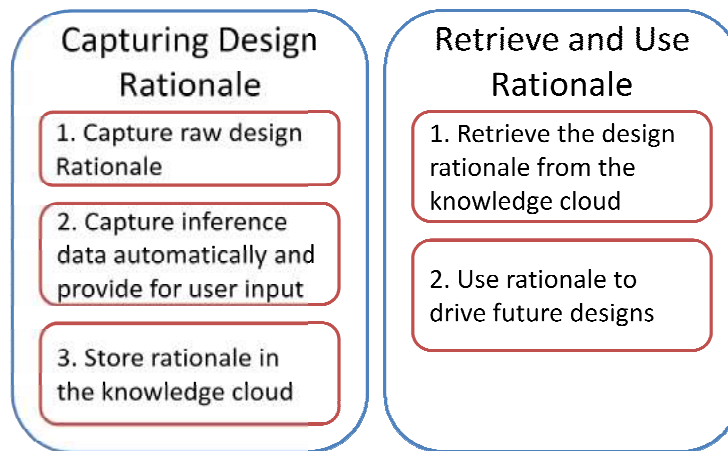 Capturing Design
Rationale
1. Capture raw design
Rationale
2. Capture inference
data automatically and
provide for user input
3. Store rationale in
the knowledge cloud
Retrieve and Use
Rationale
1. Retrieve the design
rationale from the
knowledge cloud
2. Use rationale to
drive future designs